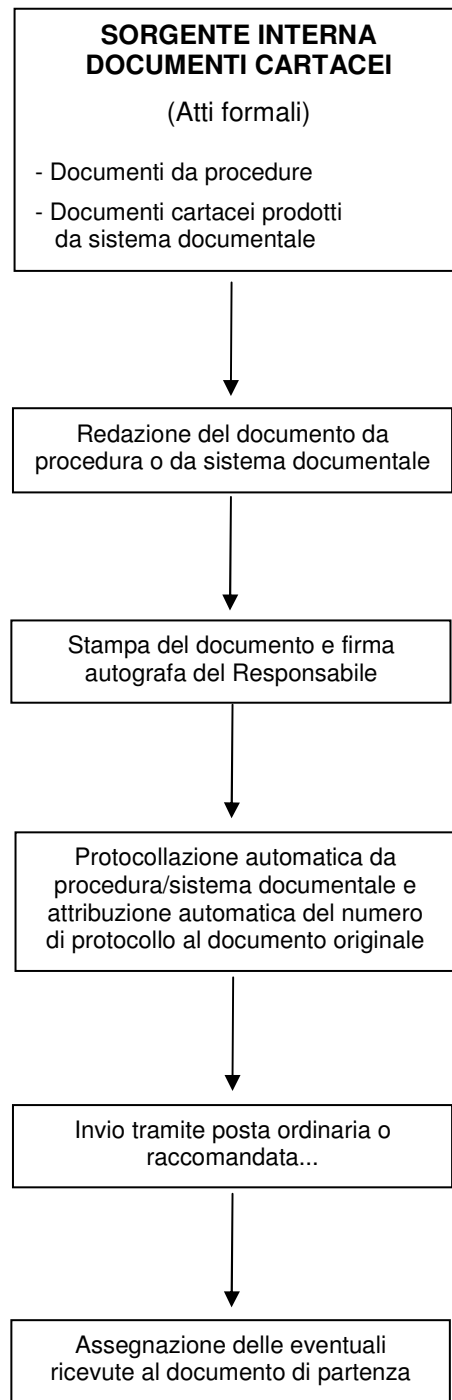 SORGENTE INTERNA
DOCUMENTI CARTACEI
(Atti formali)
- Documenti da procedure
- Documenti cartacei prodotti
da sistema documentale
Redazione del documento da
procedura o da sistema documentale
Stampa del documento e firma
autografa del Responsabile
Protocollazione automatica da
procedura/sistema documentale e
attribuzione automatica del numero
di protocollo al documento originale
Invio tramite posta ordinaria o
raccomandata...
Assegnazione delle eventuali
ricevute al documento di partenza